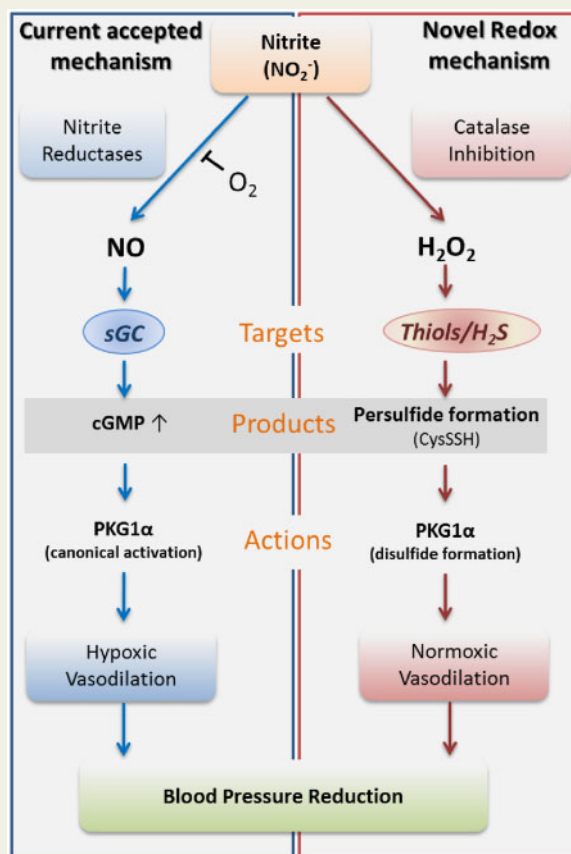 Current accepted
mechanism
Nitrite
(NO₂⁻)
Novel Redox
mechanism
Nitrite
Reductases
Catalase
Inhibition
O₂
NO
H₂O₂
sGC
Targets
Thiols/H₂S
cGMP ↑
Products
Persulfide formation
(CysSSH)
PKG1α
(canonical activation)
Actions
PKG1α
(disulfide formation)
Hypoxic
Vasodilation
Normoxic
Vasodilation
Blood Pressure Reduction